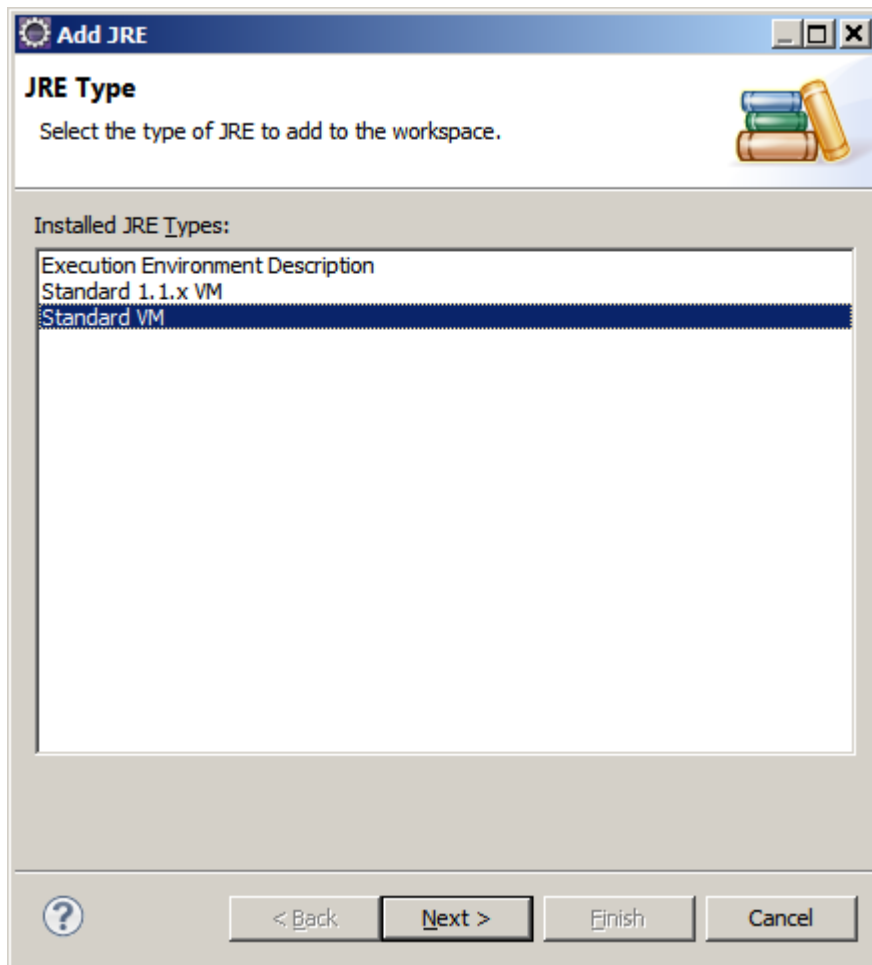 Add JRE
JRE Type
Select the type of JRE to add to the workspace.
Installed JRE Types:
Execution Environment Description
Standard 1.1.x VM
Standard VM
?
< Back
Next >
Finish
Cancel